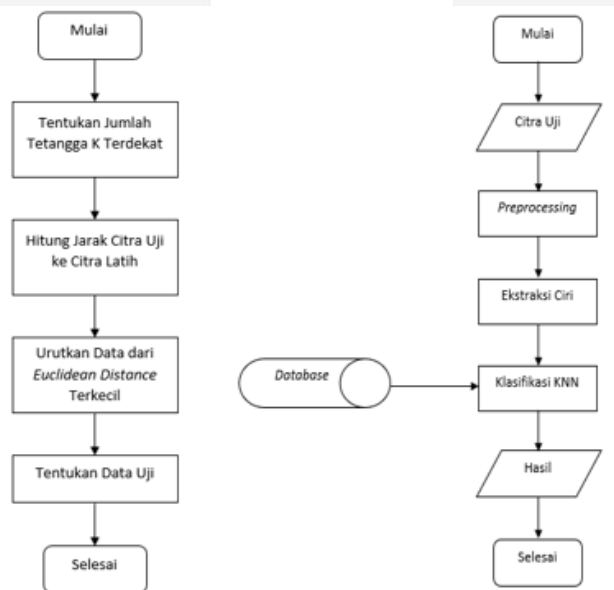 Mulai
Tentukan Jumlah
Tetangga K Terdekat
Hitung Jarak Citra Uji
ke Citra Latih
Urutkan Data dari
Euclidean Distance
Terkecil
Tentukan Data Uji
Selesai
Mulai
Citra Uji
Preprocessing
Ekstraksi Ciri
Database
Klasifikasi KNN
Hasil
Selesai